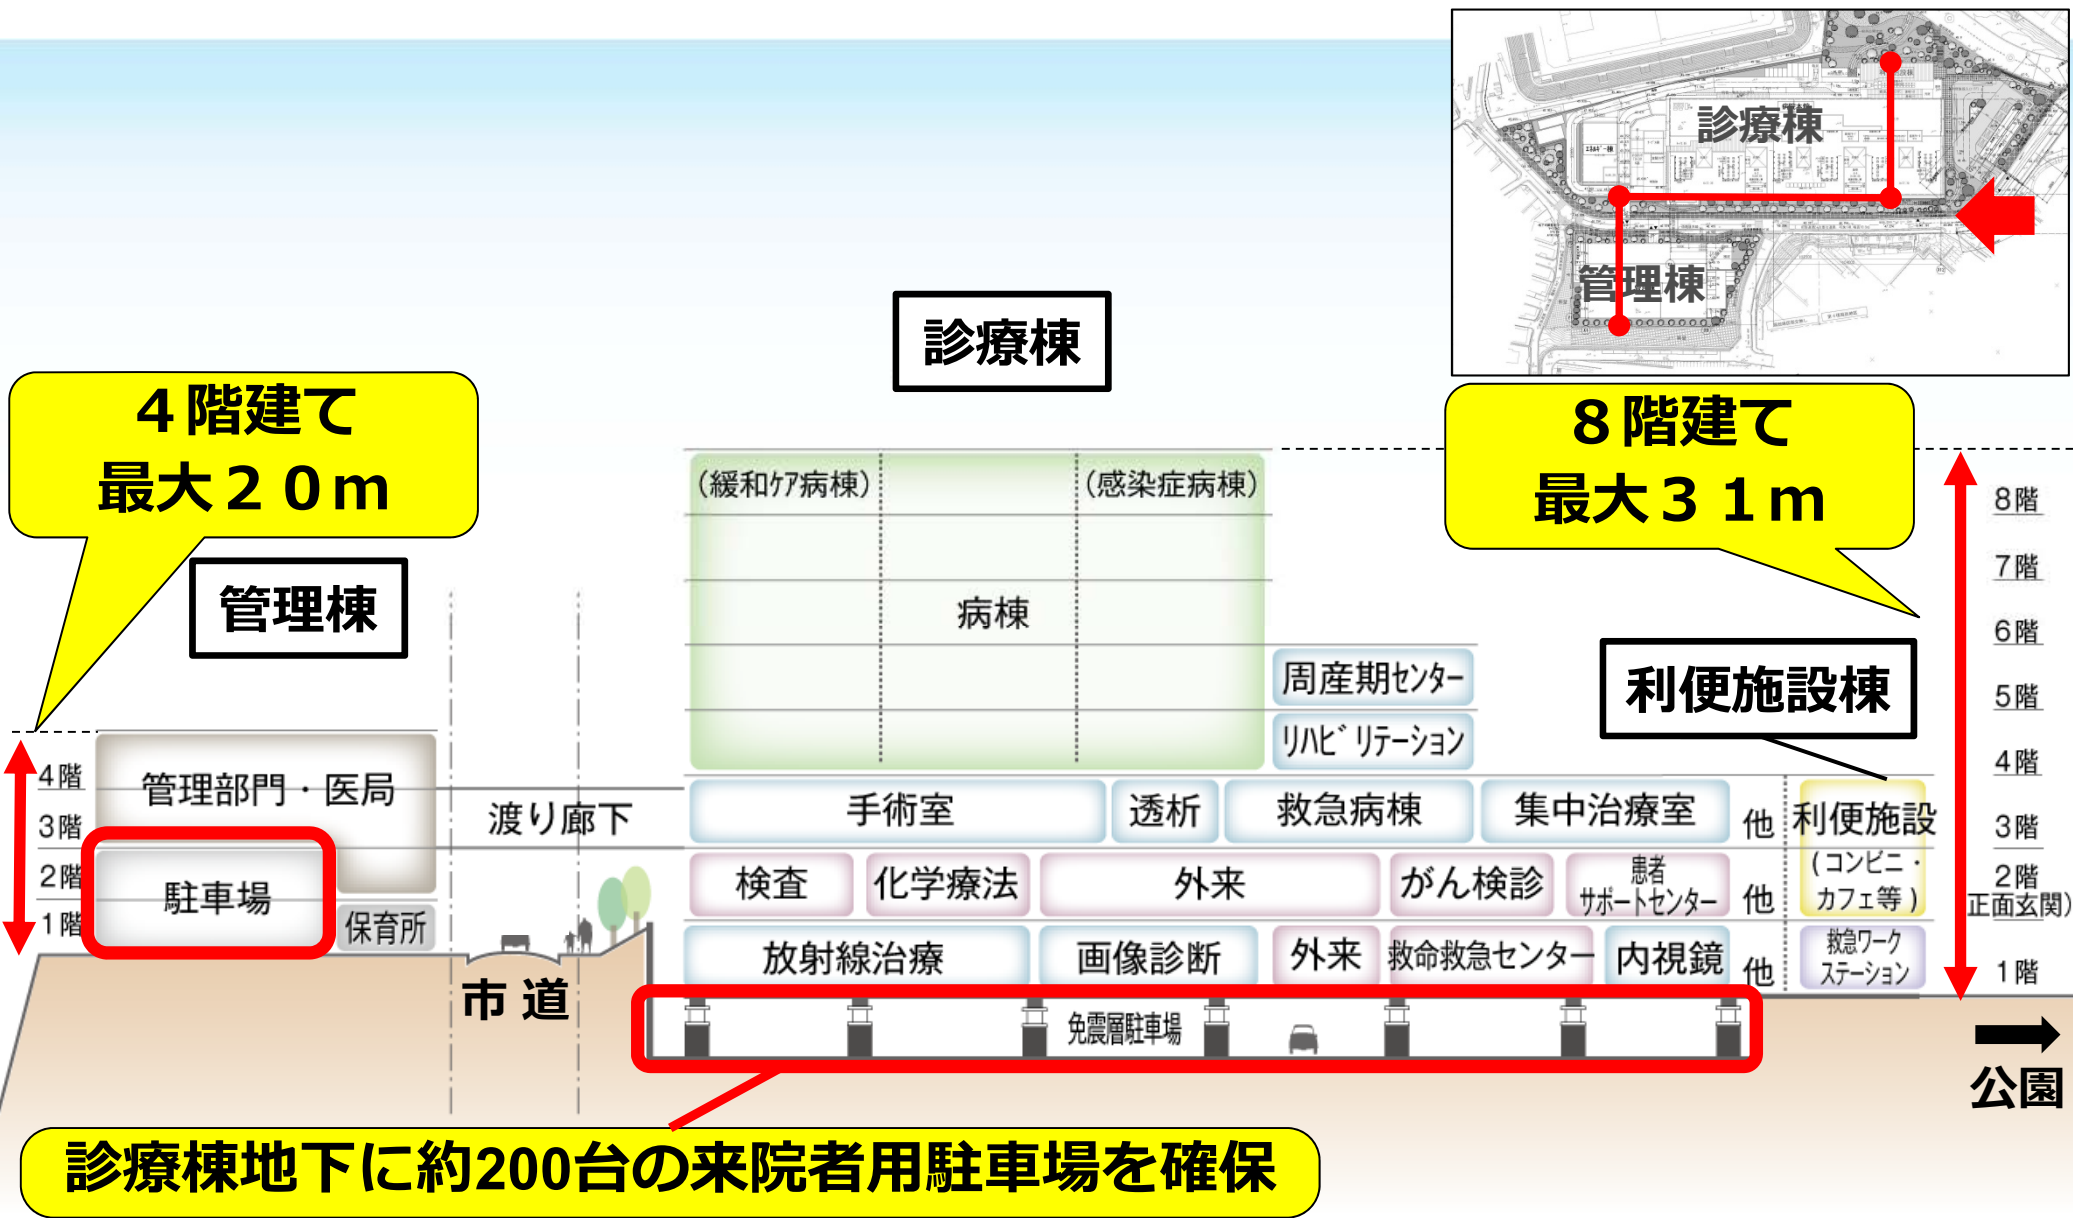 診療棟
管理棟
エネルギー棟
診療棟
4階建て
最大20m
8階建て
最大31m
管理棟
利便施設棟
(緩和ケア病棟)
(感染症病棟)
病棟
周産期センター
リハビリテーション
8階
7階
6階
5階
4階
3階
2階
(正面玄関)
1階
4階
3階
2階
1階
管理部門・医局
駐車場
保育所
渡り廊下
手術室
透析
救急病棟
集中治療室
他
利便施設
(コンビニ・
カフェ等)
検査
化学療法
外来
がん検診
患者
サポートセンター
他
放射線治療
画像診断
外来
救命救急センター
内視鏡
他
救急ワーク
ステーション
市道
免震層駐車場
公園
診療棟地下に約200台の来院者用駐車場を確保